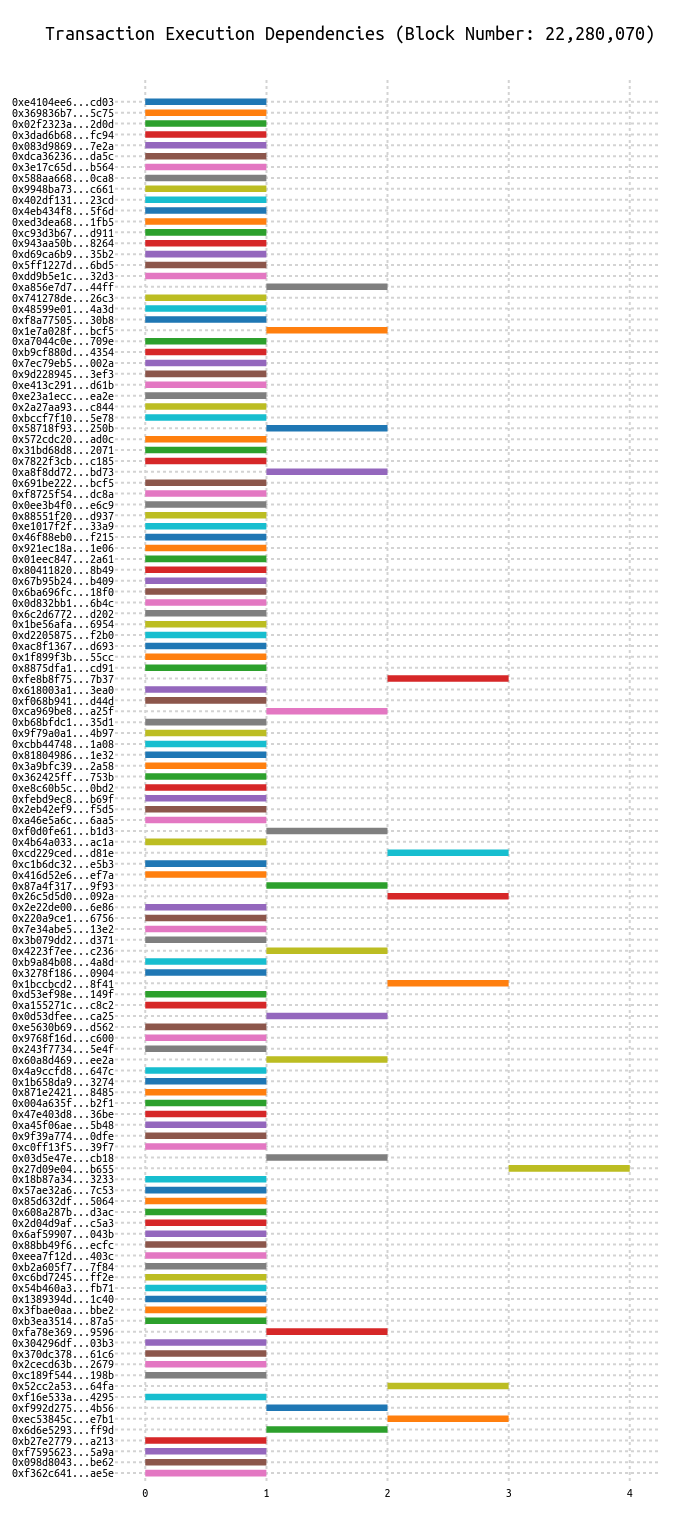 Transaction Execution Dependencies (Block Number: 22,280,070)
0xe4104ee6...cd03
0x369836b7...5c75
0x02f2323a...2d0d
0x3dad6b68...fc94
0x083d9869...7e2a
0xdca36236...da5c
0x3e17c65d...b564
0x588aa668...0ca8
0x9948ba73...c661
0x402df131...23cd
0x4eb434f8...5f6d
0xed3dea68...1fb5
0xc93d3b67...d911
0x943aa50b...8264
0xd69ca6b9...35b2
0x5ff1227d...6bd5
0xdd9b5e1c...32d3
0xa856e7d7...44ff
0x741278de...26c3
0x48599e01...4a3d
0xf8a77505...30b8
0x1e7a028f...bcf5
0xa7044c0e...709e
0xb9cf880d...4354
0x7ec79eb5...002a
0x9d228945...3ef3
0xe413c291...d61b
0xe23a1ecc...ea2e
0x2a27aa93...c844
0xbccf7f10...5e78
0x58718f93...250b
0x572cdc20...ad0c
0x31bd68d8...2071
0x7822f3cb...c185
0xa8f8dd72...bd73
0x691be222...bcf5
0xf8725f54...dc8a
0x0ee3b4f0...e6c9
0x88551f20...d937
0xe1017f2f...33a9
0x46f88eb0...f215
0x921ec18a...1e06
0x01eec847...2a61
0x80411820...8b49
0x67b95b24...b409
0x6ba696fc...18f0
0x0d832bb1...6b4c
0x6c2d6772...d202
0x1be56afa...6954
0xd2205875...f2b0
0xac8f1367...d693
0x1f899f3b...55cc
0x8875dfa1...cd91
0xfe8b8f75...7b37
0x618003a1...3ea0
0xf068b941...d44d
0xca969be8...a25f
0xb68bfdc1...35d1
0x9f79a0a1...4b97
0xcbb44748...1a08
0x81804986...1e32
0x3a9bfc39...2a58
0x362425ff...753b
0xe8c60b5c...0bd2
0xfebd9ec8...b69f
0x2eb42ef9...f5d5
0xa46e5a6c...6aa5
0xf0d0fe61...b1d3
0x4b64a033...ac1a
0xcd229ced...d81e
0xc1b6dc32...e5b3
0x416d52e6...ef7a
0x87a4f317...9f93
0x26c5d5d0...092a
0x2e22de00...6e86
0x220a9ce1...6756
0x7e34abe5...13e2
0x3b079dd2...d371
0x4223f7ee...c236
0xb9a84b08...4a8d
0x3278f186...0904
0x1bccbcd2...8f41
0xd53ef98e...149f
0xa155271c...c8c2
0x0d53dfee...ca25
0xe5630b69...d562
0x9768f16d...c600
0x243f7734...5e4f
0x60a8d469...ee2a
0x4a9ccfd8...647c
0x1b658da9...3274
0x871e2421...8485
0x004a635f...b2f1
0x47e403d8...36be
0xa45f06ae...5b48
0x9f39a774...0dfe
0xc0ff13f5...39f7
0x03d5e47e...cb18
0x27d09e04...b655
0x18b87a34...3233
0x57ae32a6...7c53
0x85d632df...5064
0x608a287b...d3ac
0x2d04d9af...c5a3
0x6af59907...043b
0x88bb49f6...ecfc
0xeea7f12d...403c
0xb2a605f7...7f84
0xc6bd7245...ff2e
0x54b460a3...fb71
0x1389394d...1c40
0x3fbae0aa...bbe2
0xb3ea3514...87a5
0xfa78e369...9596
0x304296df...03b3
0x370dc378...61c6
0x2cecd63b...2679
0xc189f544...198b
0x52cc2a53...64fa
0xf16e533a...4295
0xf992d275...4b56
0xec53845c...e7b1
0x6d6e5293...ff9d
0xb27e2779...a213
0xf7595623...5a9a
0x098d8043...be62
0xf362c641...ae5e
0 1 2 3 4